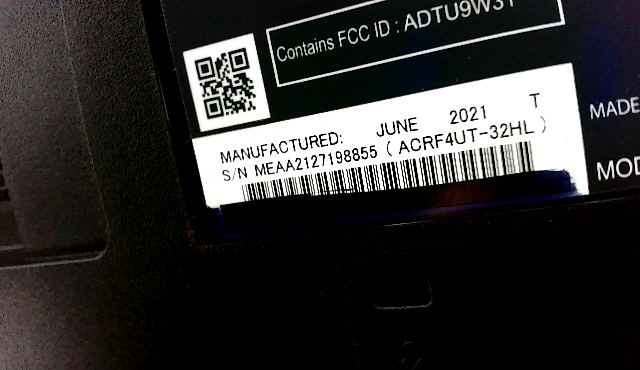 Contains FCC ID : ADTU9W31
MANUFACTURED: JUNE 2021 T
S/N MEAA2127198855 ( ACRF4UT-32HL )
MADE
MOD